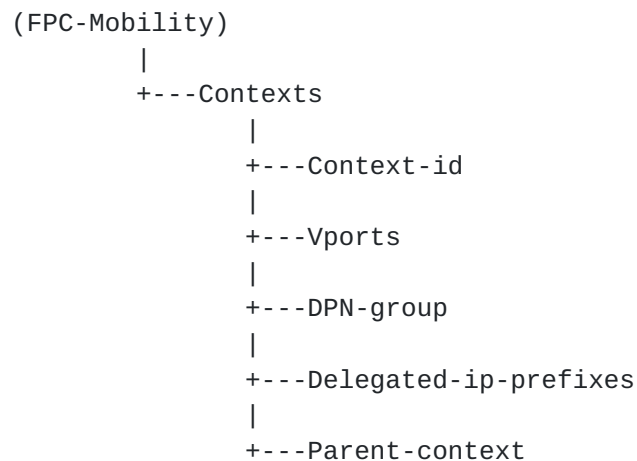 (FPC-Mobility)
|
+---Contexts
|
+---Context-id
|
+---Vports
|
+---DPN-group
|
+---Delegated-ip-prefixes
|
+---Parent-context